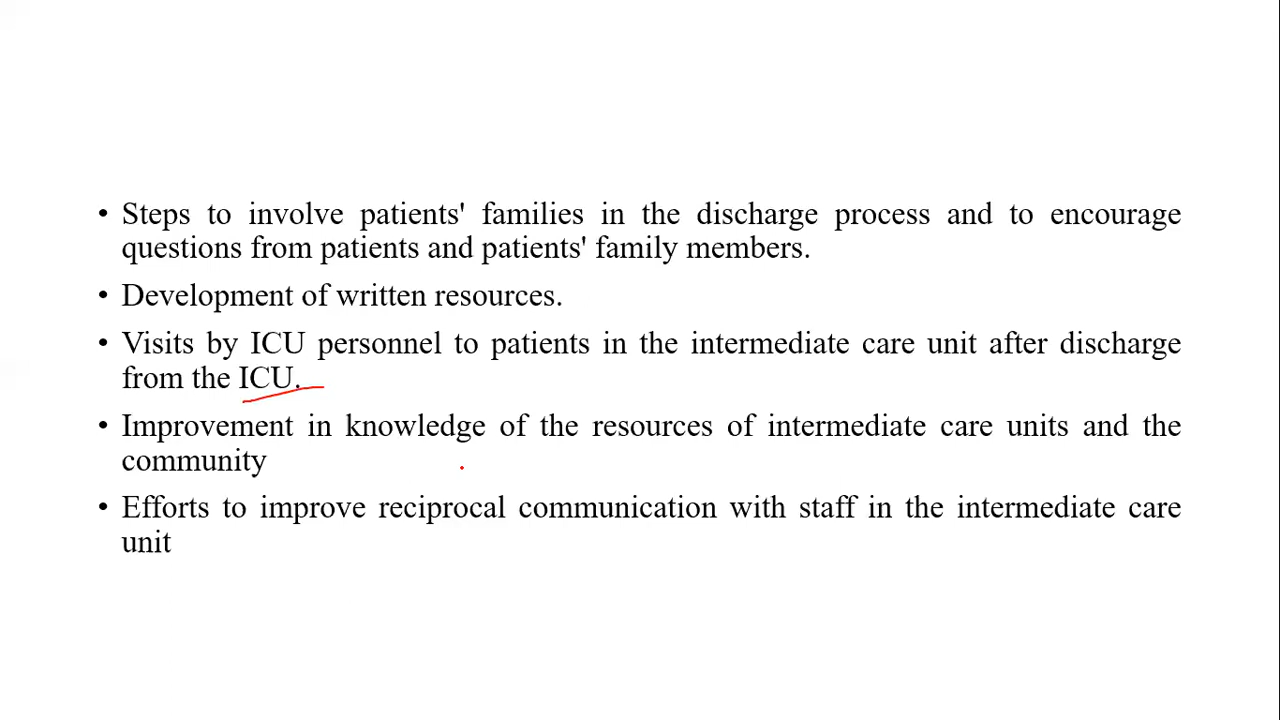 • Steps to involve patients' families in the discharge process and to encourage
questions from patients and patients' family members.
• Development of written resources.
• Visits by ICU personnel to patients in the intermediate care unit after discharge
from the ICU.
• Improvement in knowledge of the resources of intermediate care units and the
community
• Efforts to improve reciprocal communication with staff in the intermediate care
unit